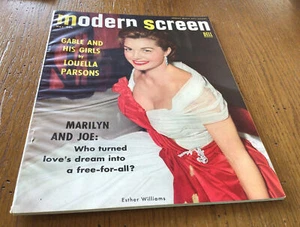 modern screen
DELL
GABLE AND
HIS GIRLS
by
LOUELLA
PARSONS
MARILYN
AND JOE:
Who turned
love's dream into
a free-for-all?
Esther Williams